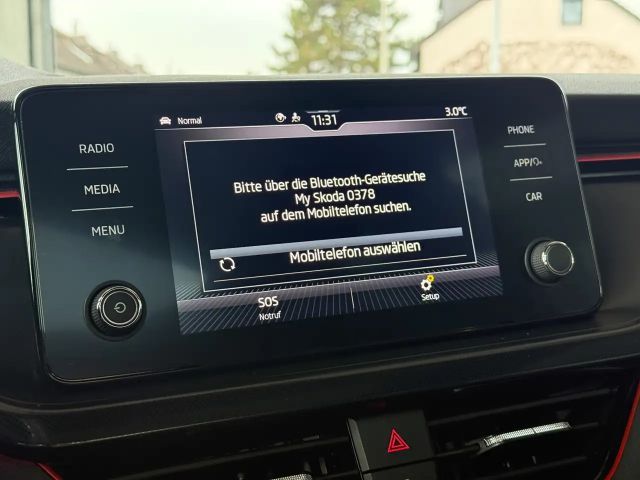 Normal
11:31
3.0°C
RADIO
MEDIA
MENU
Bitte über die Bluetooth-Gerätesuche
My Skoda 0378
auf dem Mobiltelefon suchen.
Mobiltelefon auswählen
SOS
Notruf
Setup
PHONE
APP/
CAR